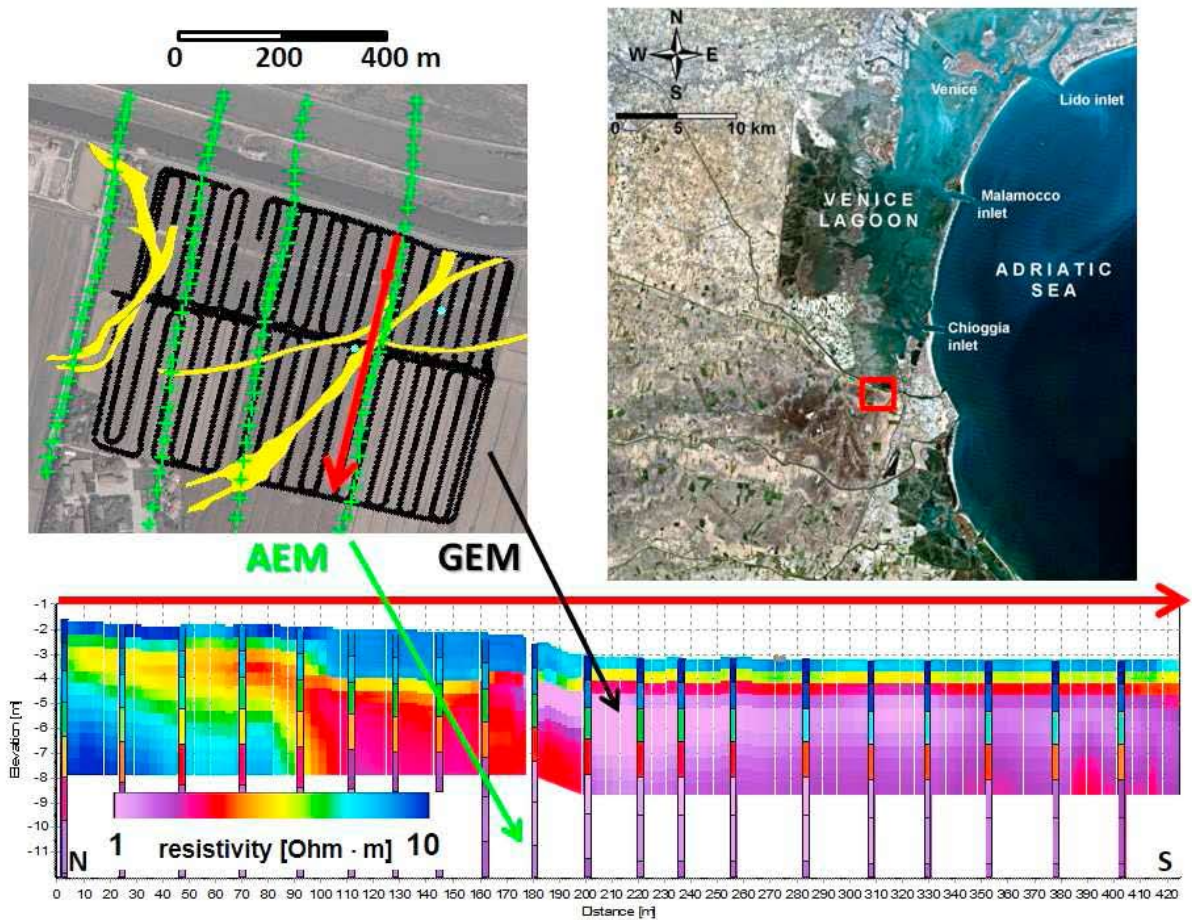 0 200 400 m
N
W E
S
0 5 10 km
Venice
Lido inlet
VENICE
LAGOON
Malamocco
inlet
ADRIATIC
SEA
Chioggia
inlet
AEM GEM
-1
-2
-3
-4
-5
-6
-7
-8
-9
-10
-11
Elevation [m]
1 resistivity [Ohm · m] 10
N S
0 10 20 30 40 50 60 70 80 90 100 110 120 130 140 150 160 170 180 190 200 210 220 230 240 250 260 270 280 290 300 310 320 330 340 350 360 370 380 390 400 410 420
Distance [m]